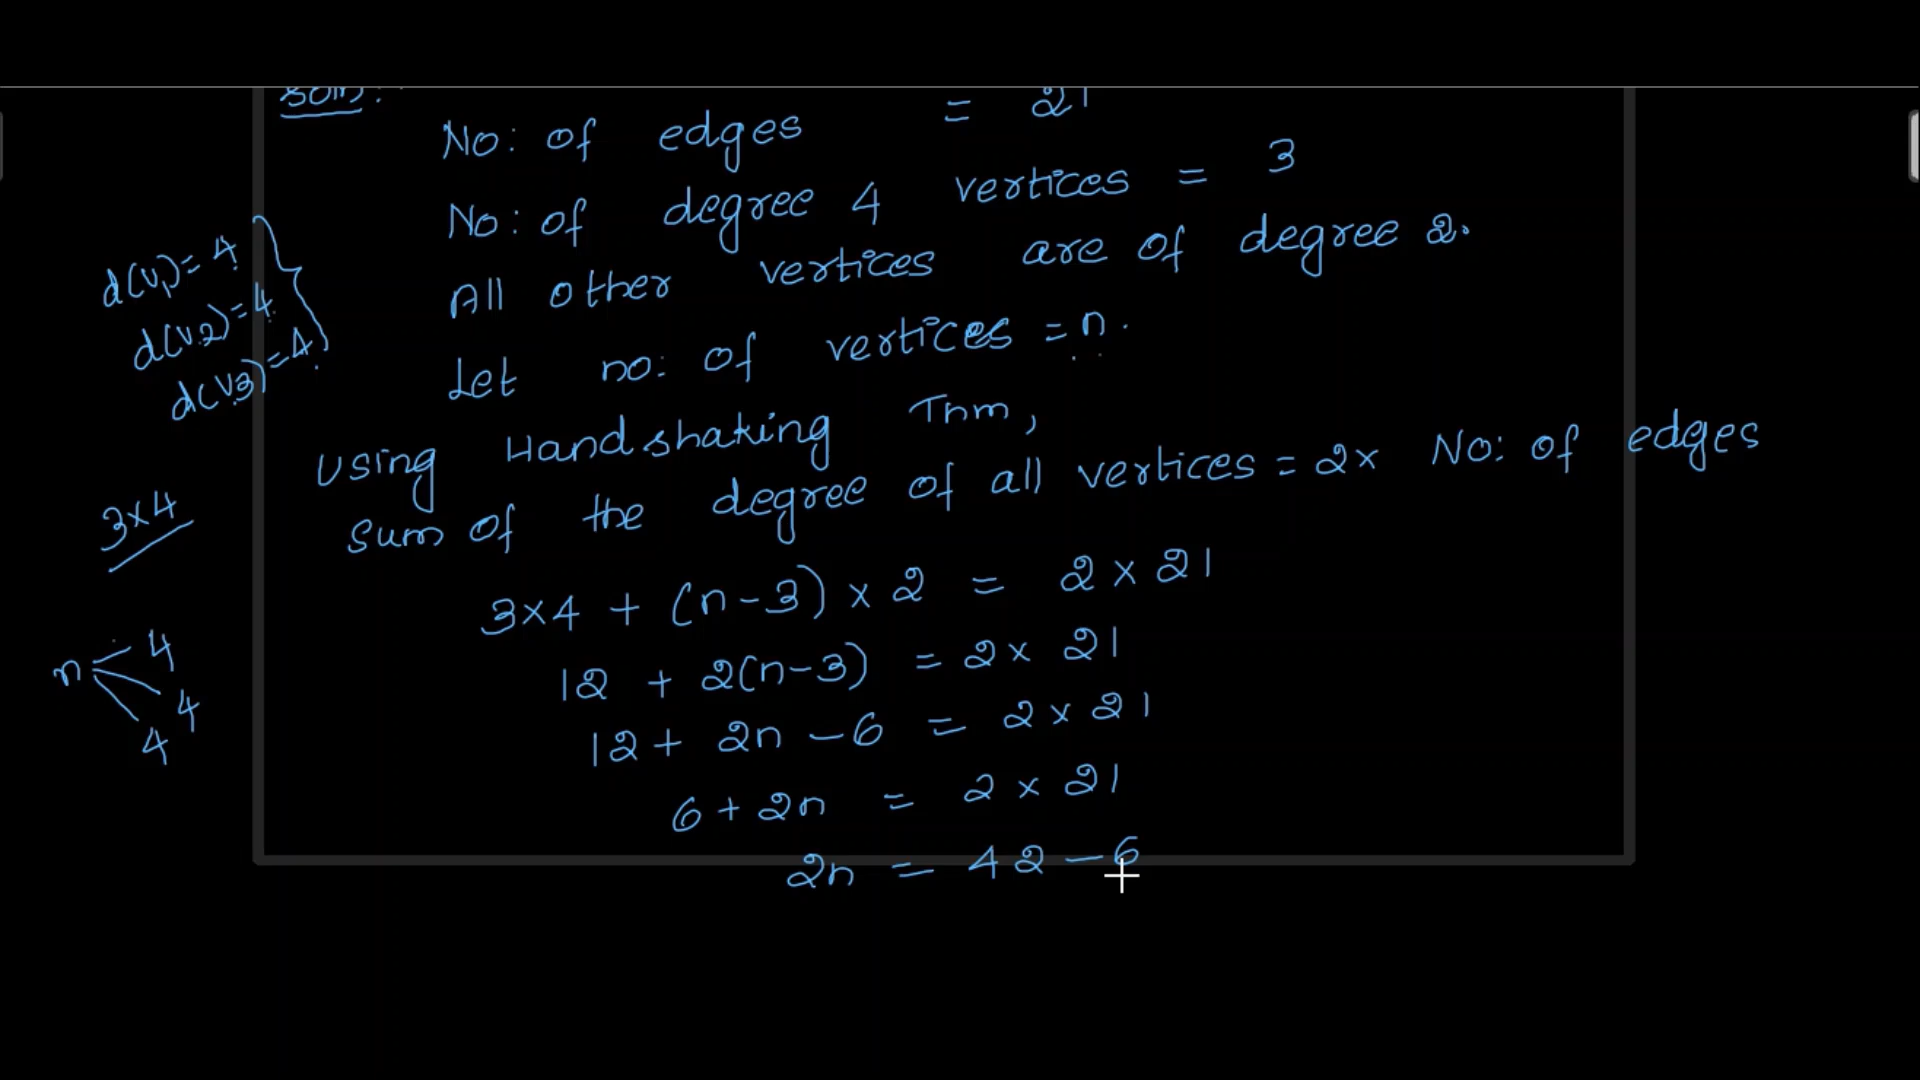 Soln:
No: of edges = 21
No: of degree 4 vertices = 3
All other vertices are of degree 2.
Let no: of vertices = n.
Using Handshaking Thm,
Sum of the degree of all vertices = 2x No: of edges
3x4 + (n-3) x 2 = 2 x 21
12 + 2(n-3) = 2x 21
12 + 2n - 6 = 2 x 21
6 + 2n = 2 x 21
2n = 42 - 6
d(v1) = 4
d(v2) = 4
d(v3) = 4
3x4
n 4
4
4